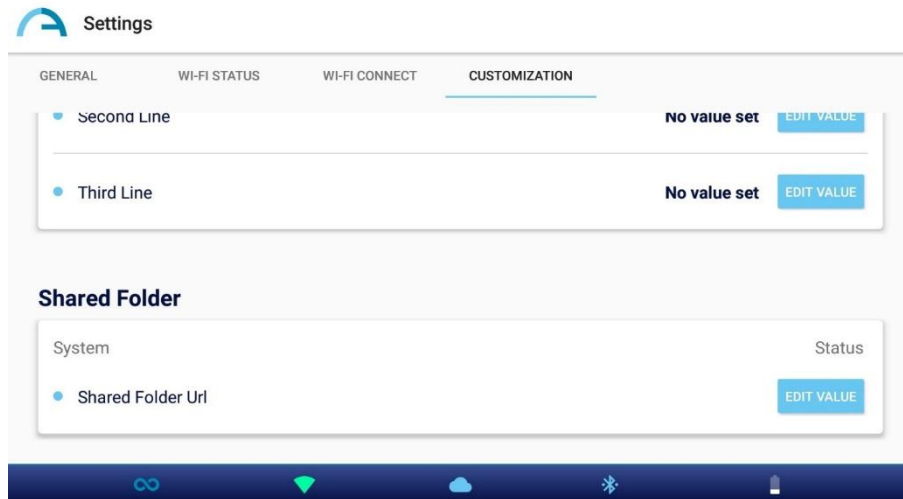 Settings
GENERAL WI-FI STATUS WI-FI CONNECT CUSTOMIZATION
Second Line No value set EDIT VALUE
Third Line No value set EDIT VALUE
Shared Folder
System Status
Shared Folder Url EDIT VALUE